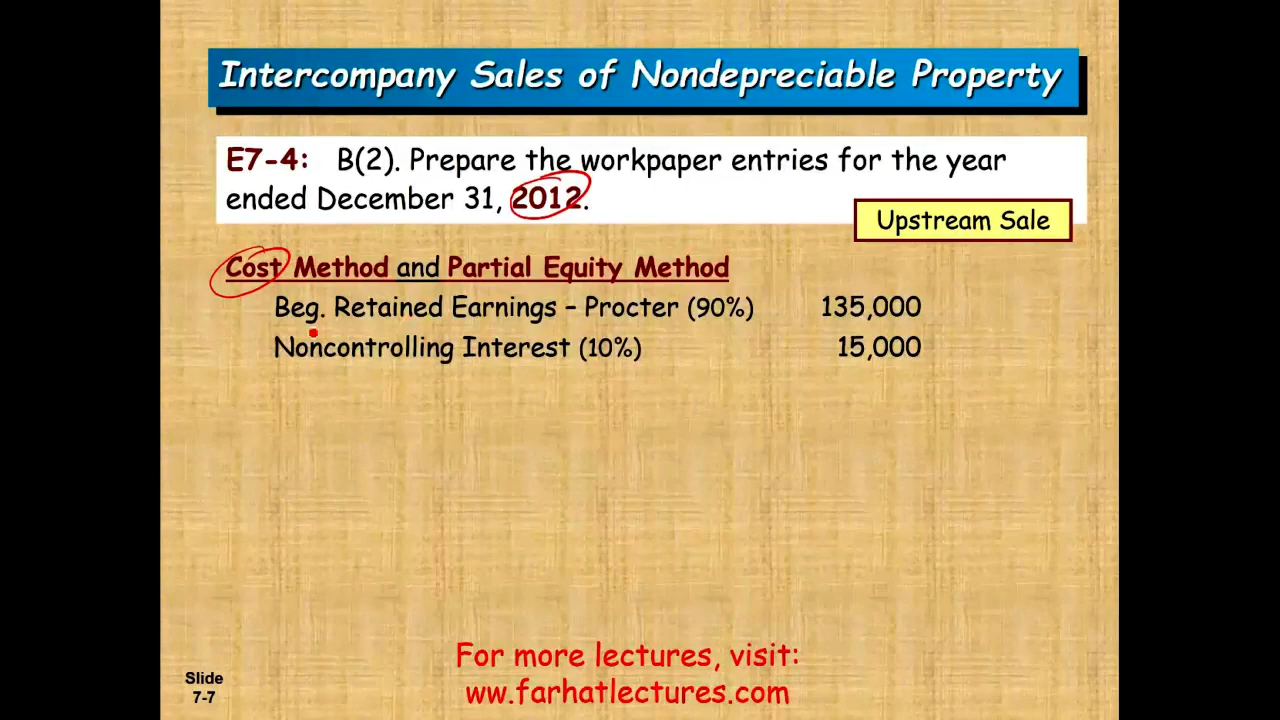 Intercompany Sales of Nondepreciable Property
E7-4: B(2). Prepare the workpaper entries for the year
ended December 31, 2012.
Upstream Sale
Cost Method and Partial Equity Method
Beg. Retained Earnings – Procter (90%) 135,000
Noncontrolling Interest (10%) 15,000
For more lectures, visit:
ww.farhatlectures.com
Slide
7-7